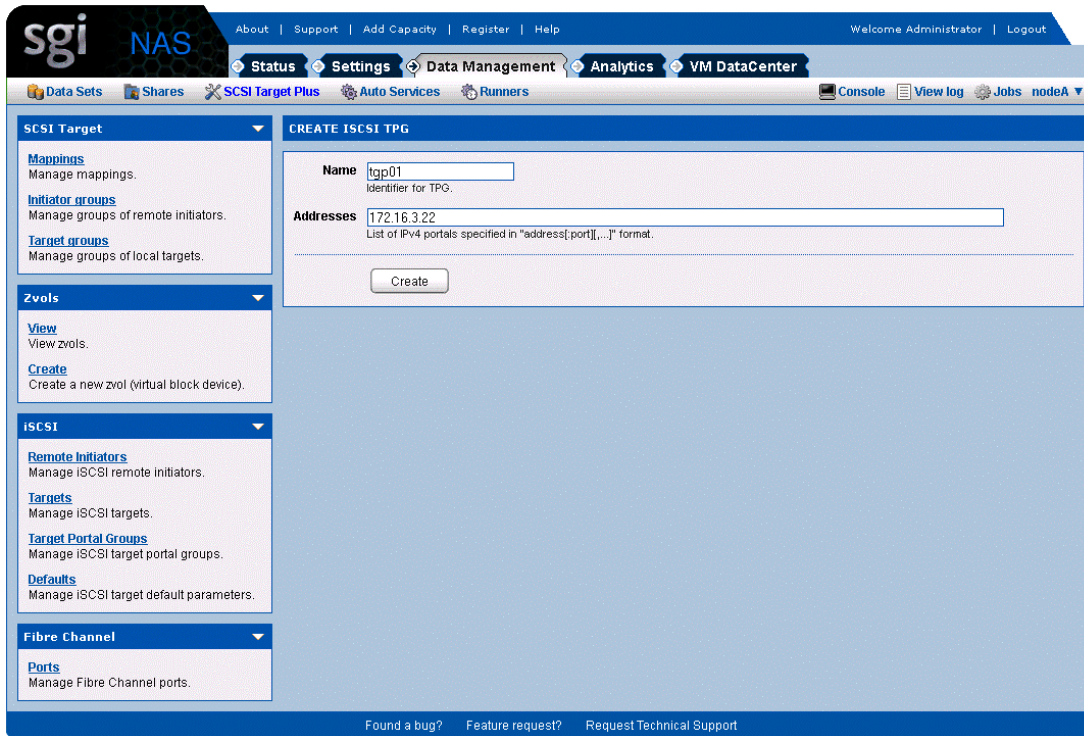 sgi NAS
About | Support | Add Capacity | Register | Help
Welcome Administrator | Logout
Status Settings Data Management Analytics VM DataCenter
Data Sets Shares SCSI Target Plus Auto Services Runners
Console View log Jobs nodeA
SCSI Target
Mappings
Manage mappings.
Initiator groups
Manage groups of remote initiators.
Target groups
Manage groups of local targets.
Zvols
View
View zvols.
Create
Create a new zvol (virtual block device).
iSCSI
Remote Initiators
Manage iSCSI remote initiators.
Targets
Manage iSCSI targets.
Target Portal Groups
Manage iSCSI target portal groups.
Defaults
Manage iSCSI target default parameters.
Fibre Channel
Ports
Manage Fibre Channel ports.
CREATE ISCSI TPG
Name tgp01
Identifier for TPG.
Addresses 172.16.3.22
List of IPv4 portals specified in "address[:port][,...]" format.
Create
Found a bug? Feature request? Request Technical Support